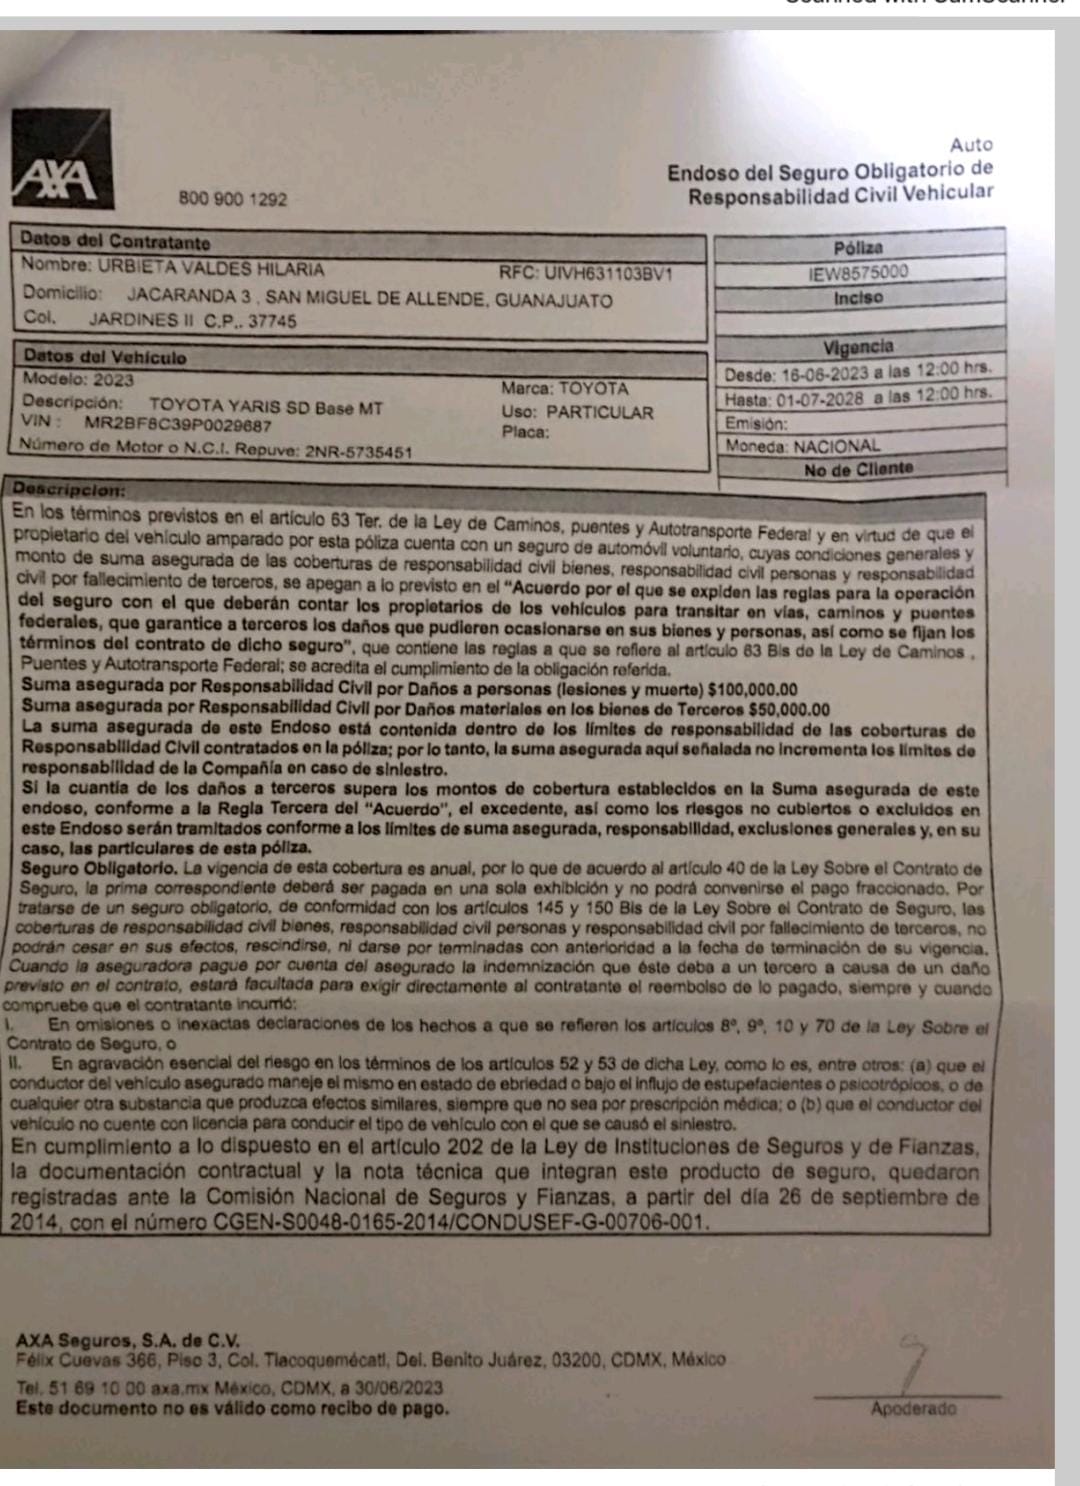 AXA
800 900 1292
Auto
Endoso del Seguro Obligatorio de
Responsabilidad Civil Vehicular
Datos del Contratante
Nombre: URBIETA VALDES HILARIA RFC: UIVH631103BV1
Domicilio: JACARANDA 3 , SAN MIGUEL DE ALLENDE, GUANAJUATO
Col. JARDINES II C.P,. 37745
Póliza
IEW8575000
Inciso
Vigencia
Desde: 16-06-2023 a las 12:00 hrs.
Hasta: 01-07-2028 a las 12:00 hrs.
Emisión:
Moneda: NACIONAL
No de Cliente
Datos del Vehículo
Modelo: 2023 Marca: TOYOTA
Descripción: TOYOTA YARIS SD Base MT Uso: PARTICULAR
VIN : MR2BF8C39P0029687 Placa:
Número de Motor o N.C.I. Repuve: 2NR-5735451
Descripcion:
En los términos previstos en el artículo 63 Ter. de la Ley de Caminos, puentes y Autotransporte Federal y en virtud de que el
propietario del vehículo amparado por esta póliza cuenta con un seguro de automóvil voluntario, cuyas condiciones generales y
monto de suma asegurada de las coberturas de responsabilidad civil bienes, responsabilidad civil personas y responsabilidad
civil por fallecimiento de terceros, se apegan a lo previsto en el "Acuerdo por el que se expiden las reglas para la operación
del seguro con el que deberán contar los propietarios de los vehículos para transitar en vías, caminos y puentes
federales, que garantice a terceros los daños que pudieren ocasionarse en sus bienes y personas, así como se fijan los
términos del contrato de dicho seguro", que contiene las reglas a que se refiere al artículo 63 Bis de la Ley de Caminos ,
Puentes y Autotransporte Federal; se acredita el cumplimiento de la obligación referida.
Suma asegurada por Responsabilidad Civil por Daños a personas (lesiones y muerte) $100,000.00
Suma asegurada por Responsabilidad Civil por Daños materiales en los bienes de Terceros $50,000.00
La suma asegurada de este Endoso está contenida dentro de los límites de responsabilidad de las coberturas de
Responsabilidad Civil contratados en la póliza; por lo tanto, la suma asegurada aquí señalada no incrementa los límites de
responsabilidad de la Compañía en caso de siniestro.
Si la cuantía de los daños a terceros supera los montos de cobertura establecidos en la Suma asegurada de este
endoso, conforme a la Regla Tercera del "Acuerdo", el excedente, así como los riesgos no cubiertos o excluidos en
este Endoso serán tramitados conforme a los límites de suma asegurada, responsabilidad, exclusiones generales y, en su
caso, las particulares de esta póliza.
Seguro Obligatorio. La vigencia de esta cobertura es anual, por lo que de acuerdo al artículo 40 de la Ley Sobre el Contrato de
Seguro, la prima correspondiente deberá ser pagada en una sola exhibición y no podrá convenirse el pago fraccionado. Por
tratarse de un seguro obligatorio, de conformidad con los artículos 145 y 150 Bis de la Ley Sobre el Contrato de Seguro, las
coberturas de responsabilidad civil bienes, responsabilidad civil personas y responsabilidad civil por fallecimiento de terceros, no
podrán cesar en sus efectos, rescindirse, ni darse por terminadas con anterioridad a la fecha de terminación de su vigencia.
Cuando la aseguradora pague por cuenta del asegurado la indemnización que éste deba a un tercero a causa de un daño
previsto en el contrato, estará facultada para exigir directamente al contratante el reembolso de lo pagado, siempre y cuando
compruebe que el contratante incurrió:
I. En omisiones o inexactas declaraciones de los hechos a que se refieren los artículos 8°, 9°, 10 y 70 de la Ley Sobre el
Contrato de Seguro, o
II. En agravación esencial del riesgo en los términos de los artículos 52 y 53 de dicha Ley, como lo es, entre otros: (a) que el
conductor del vehículo asegurado maneje el mismo en estado de ebriedad o bajo el influjo de estupefacientes o psicotrópicos, o de
cualquier otra substancia que produzca efectos similares, siempre que no sea por prescripción médica; o (b) que el conductor del
vehículo no cuente con licencia para conducir el tipo de vehículo con el que se causó el siniestro.
En cumplimiento a lo dispuesto en el artículo 202 de la Ley de Instituciones de Seguros y de Fianzas,
la documentación contractual y la nota técnica que integran este producto de seguro, quedaron
registradas ante la Comisión Nacional de Seguros y Fianzas, a partir del día 26 de septiembre de
2014, con el número CGEN-S0048-0165-2014/CONDUSEF-G-00706-001.
AXA Seguros, S.A. de C.V.
Félix Cuevas 366, Piso 3, Col. Tlacoquemécatl, Del. Benito Juárez, 03200, CDMX, México
Tel. 51 69 10 00 axa.mx México, CDMX, a 30/06/2023
Este documento no es válido como recibo de pago.
Apoderado